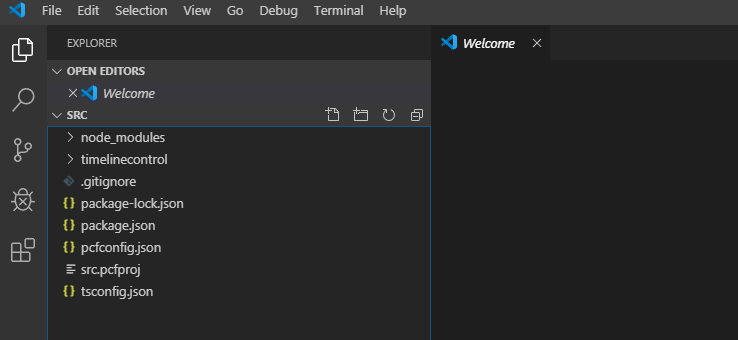 File Edit Selection View Go Debug Terminal Help
EXPLORER
OPEN EDITORS
Welcome
SRC
node_modules
timelinecontrol
.gitignore
package-lock.json
package.json
pcfconfig.json
src.pcfproj
tsconfig.json
Welcome